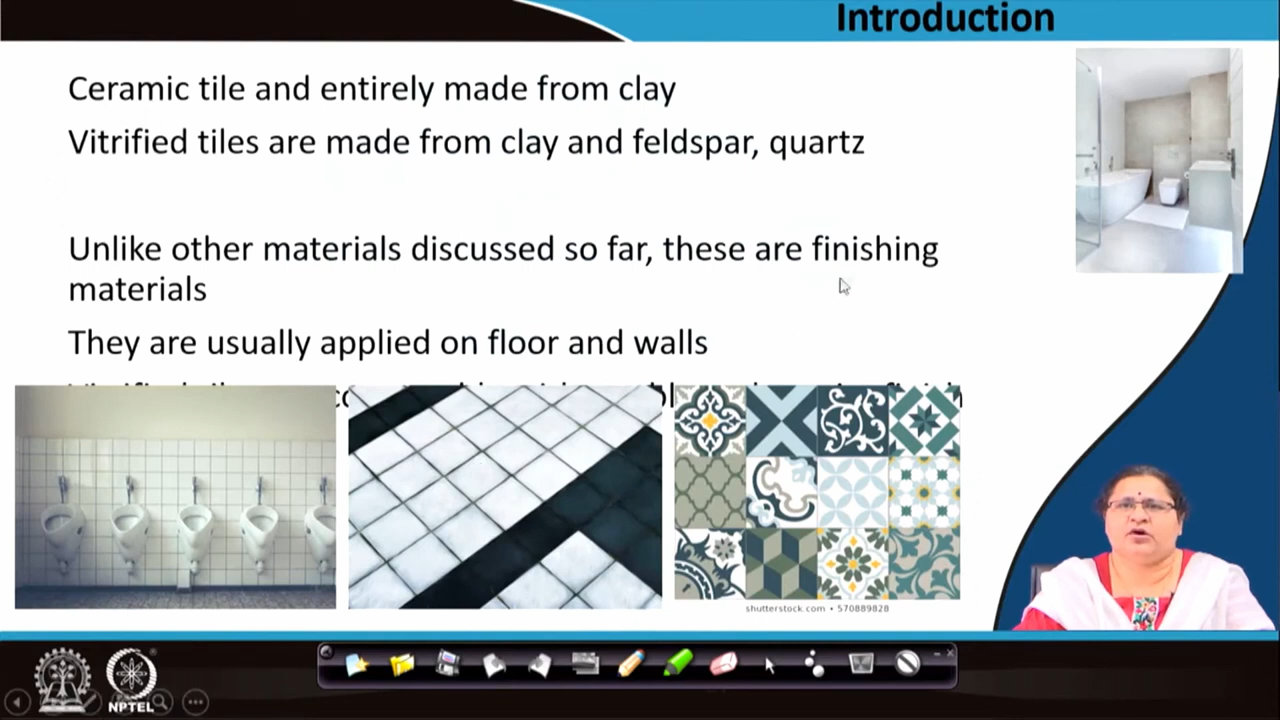 Introduction
Ceramic tile and entirely made from clay
Vitrified tiles are made from clay and feldspar, quartz
Unlike other materials discussed so far, these are finishing
materials
They are usually applied on floor and walls
shutterstock.com • 570889828
NPTEL